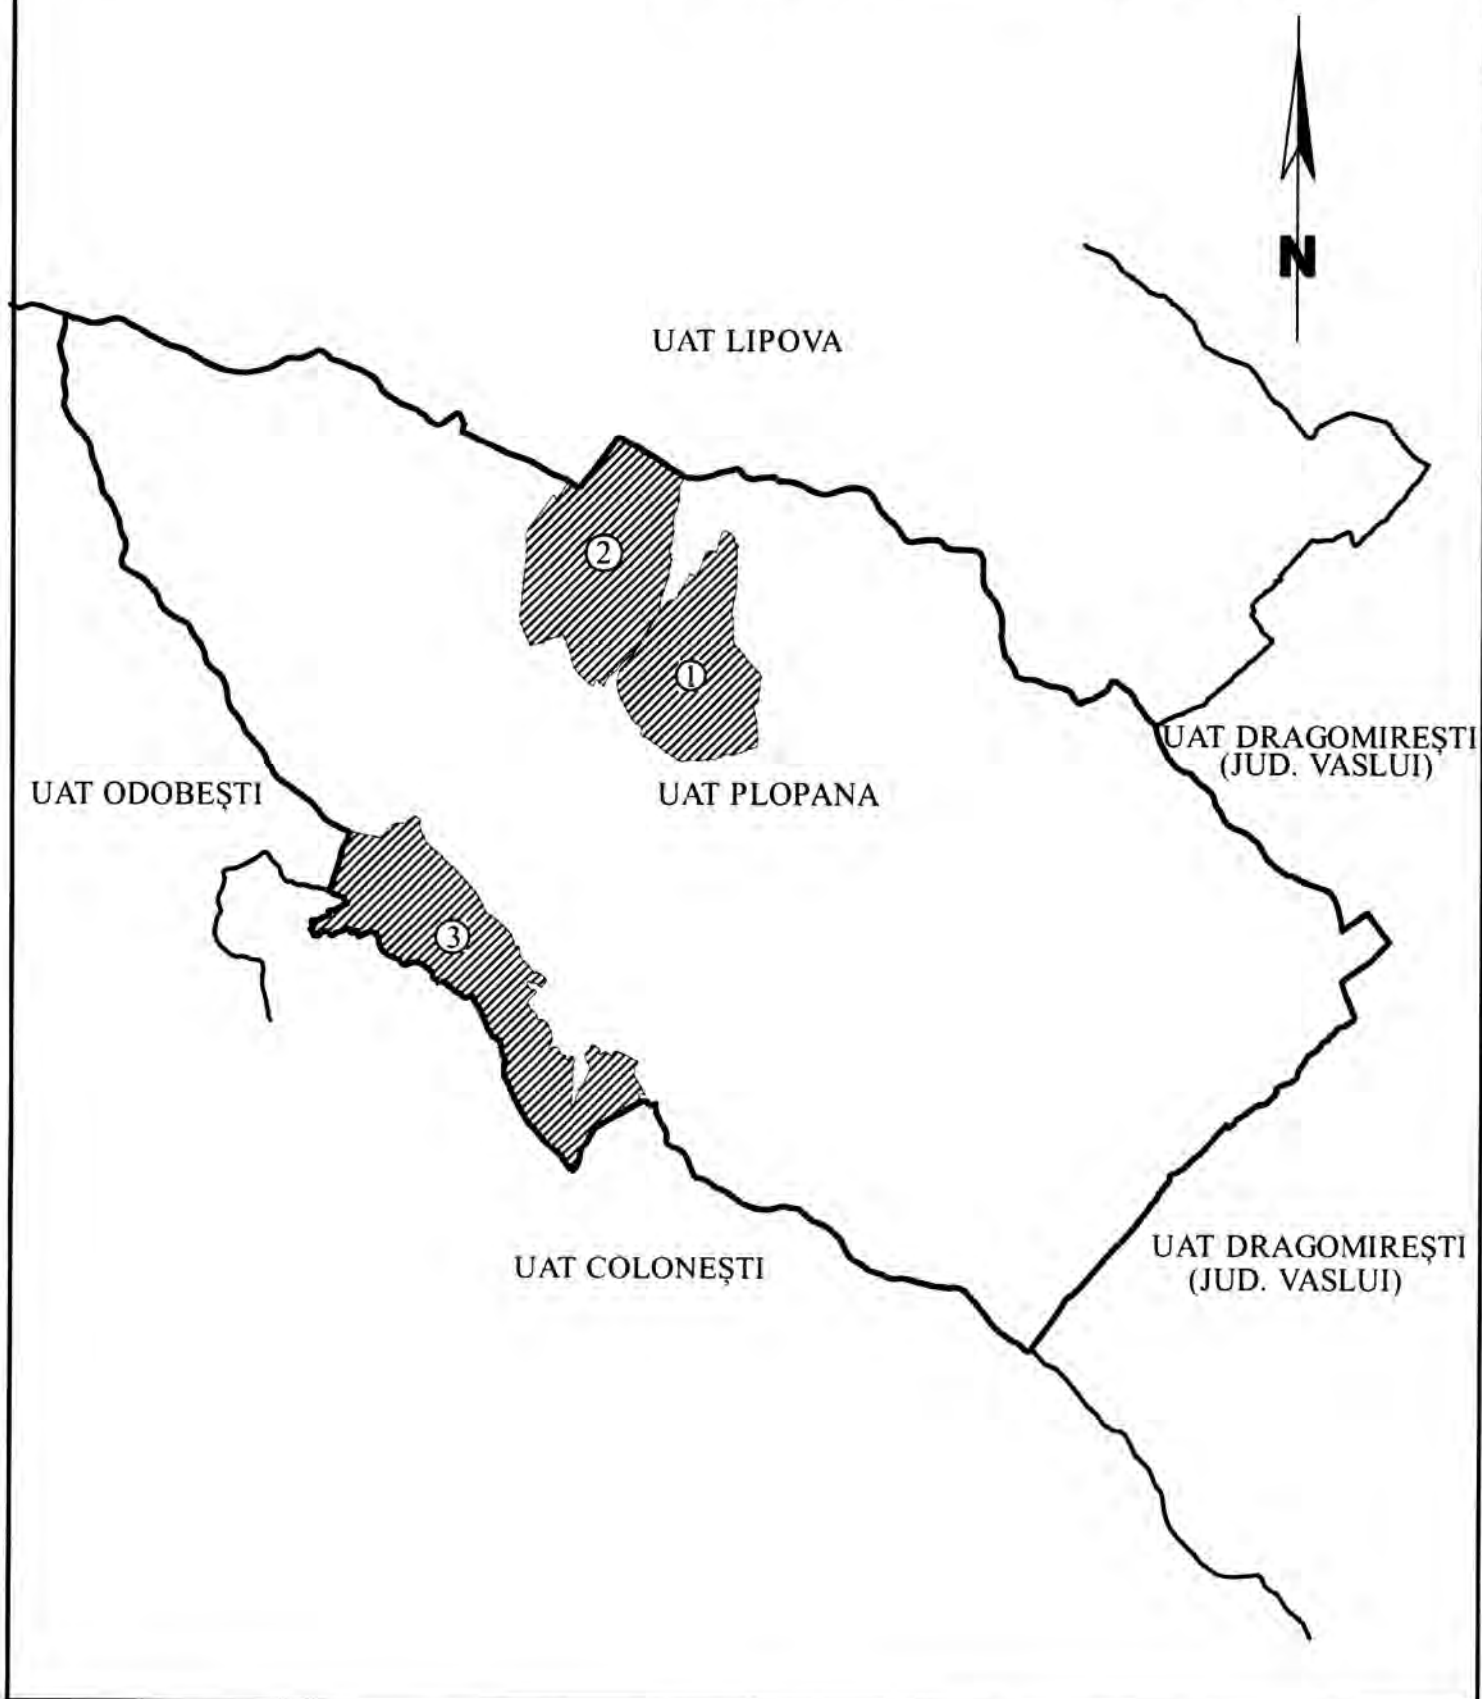 N
UAT LIPOVA
2
1
UAT DRAGOMIREȘTI
(JUD. VASLUI)
UAT ODOBEȘTI
UAT PLOPANA
3
UAT DRAGOMIREȘTI
(JUD. VASLUI)
UAT COLONEȘTI